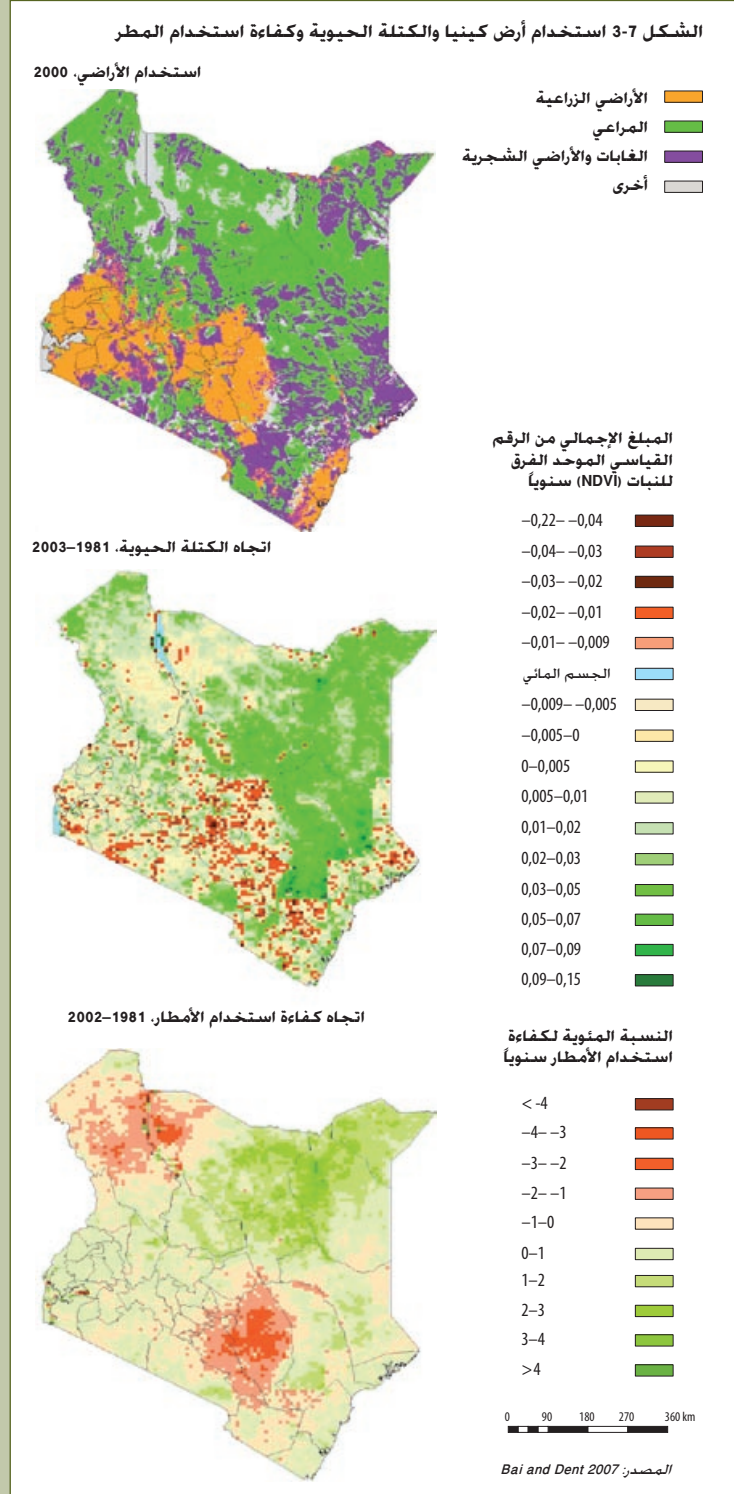 الشكل 7-3 استخدام أرض كينيا والكتلة الحيوية وكفاءة استخدام المطر
استخدام الأراضي، 2000
الأراضي الزراعية
المراعي
الغابات والأراضي الشجرية
أخرى
المبلغ الإجمالي من الرقم
القياسي الموحد الفرق
للنبات (NDVI) سنوياً
اتجاه الكتلة الحيوية، 1981–2003
–0,22– –0,04
–0,04– –0,03
–0,03– –0,02
–0,02– –0,01
–0,01– –0,009
الجسم المائي
–0,009– –0,005
–0,005–0
0–0,005
0,005–0,01
0,01–0,02
0,02–0,03
0,03–0,05
0,05–0,07
0,07–0,09
0,09–0,15
اتجاه كفاءة استخدام الأمطار، 1981–2002
النسبة المئوية لكفاءة
استخدام الأمطار سنوياً
< -4
–4– –3
–3– –2
–2– –1
–1–0
0–1
1–2
2–3
3–4
>4
0 90 180 270 360 km
المصدر: Bai and Dent 2007